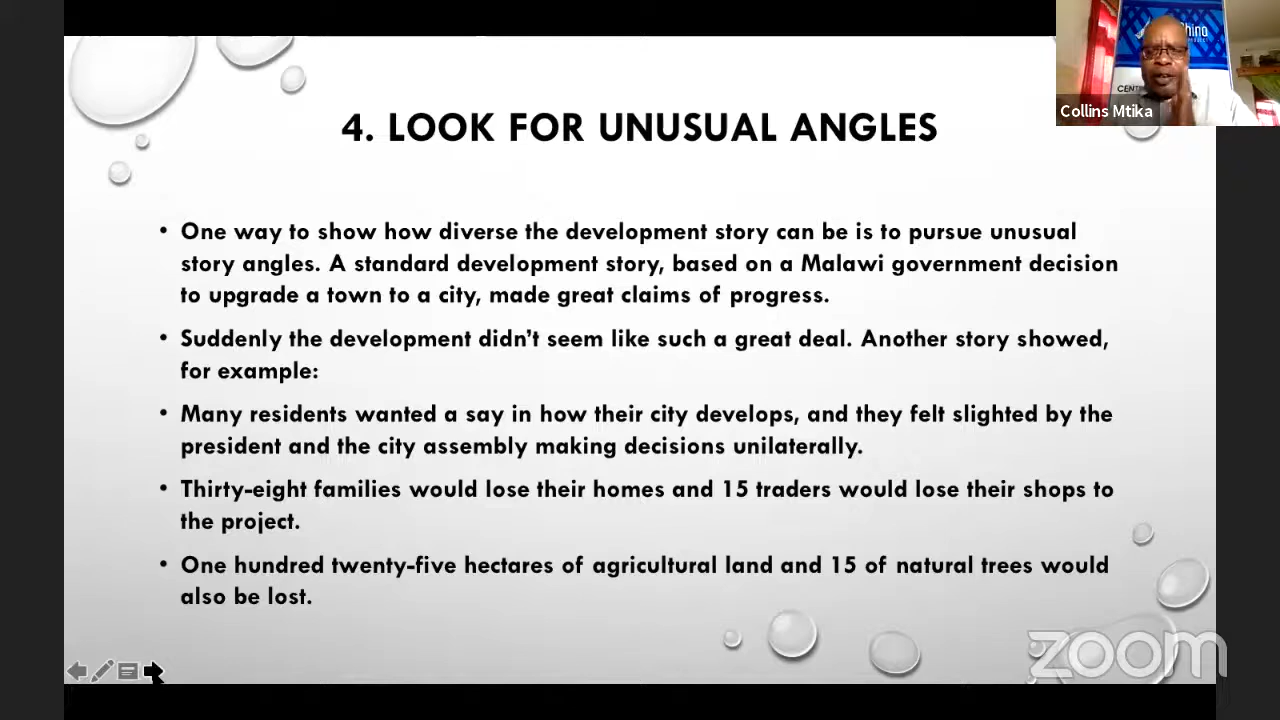 hino
CENT
Collins Mtika
4. LOOK FOR UNUSUAL ANGLES
• One way to show how diverse the development story can be is to pursue unusual
story angles. A standard development story, based on a Malawi government decision
to upgrade a town to a city, made great claims of progress.
• Suddenly the development didn’t seem like such a great deal. Another story showed,
for example:
• Many residents wanted a say in how their city develops, and they felt slighted by the
president and the city assembly making decisions unilaterally.
• Thirty-eight families would lose their homes and 15 traders would lose their shops to
the project.
• One hundred twenty-five hectares of agricultural land and 15 of natural trees would
also be lost.
zoom